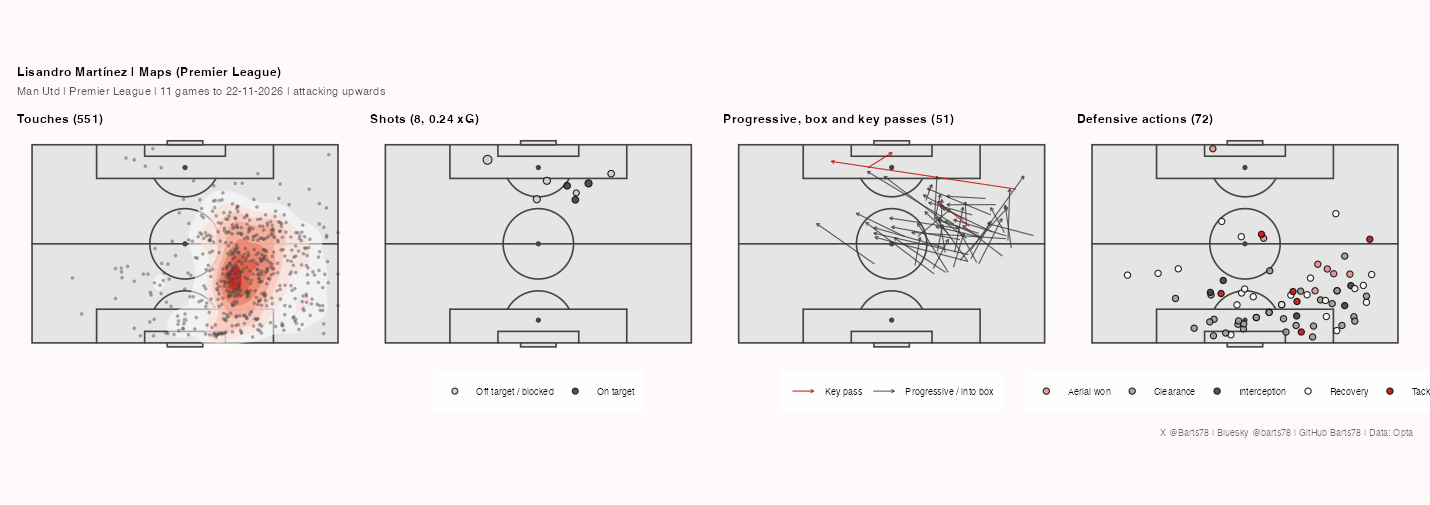 Lisandro Martínez | Maps (Premier League)
Man Utd | Premier League | 11 games to 22-11-2026 | attacking upwards
Touches (551)
Shots (8, 0.24 xG)
Progressive, box and key passes (51)
Defensive actions (72)
Off target / blocked
On target
Key pass
Progressive / into box
Aerial won
Clearance
Interception
Recovery
Tack
X @Barts78 | Bluesky @barts78 | GitHub Barts78 | Data: Opta